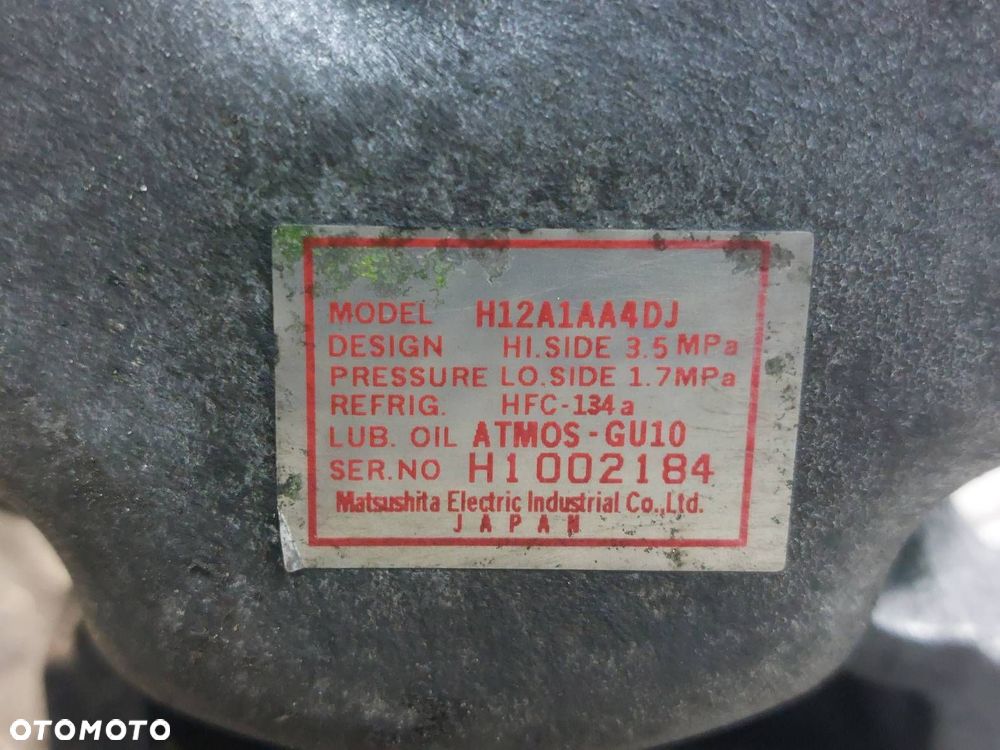 MODEL H12A1AA4DJ
DESIGN HI.SIDE 3.5 MPa
PRESSURE LO.SIDE 1.7MPa
REFRIG. HFC-134a
LUB. OIL ATMOS-GU10
SER.NO H1002184
Matsushita Electric Industrial Co.,Ltd.
JAPAN
OTOMOTO